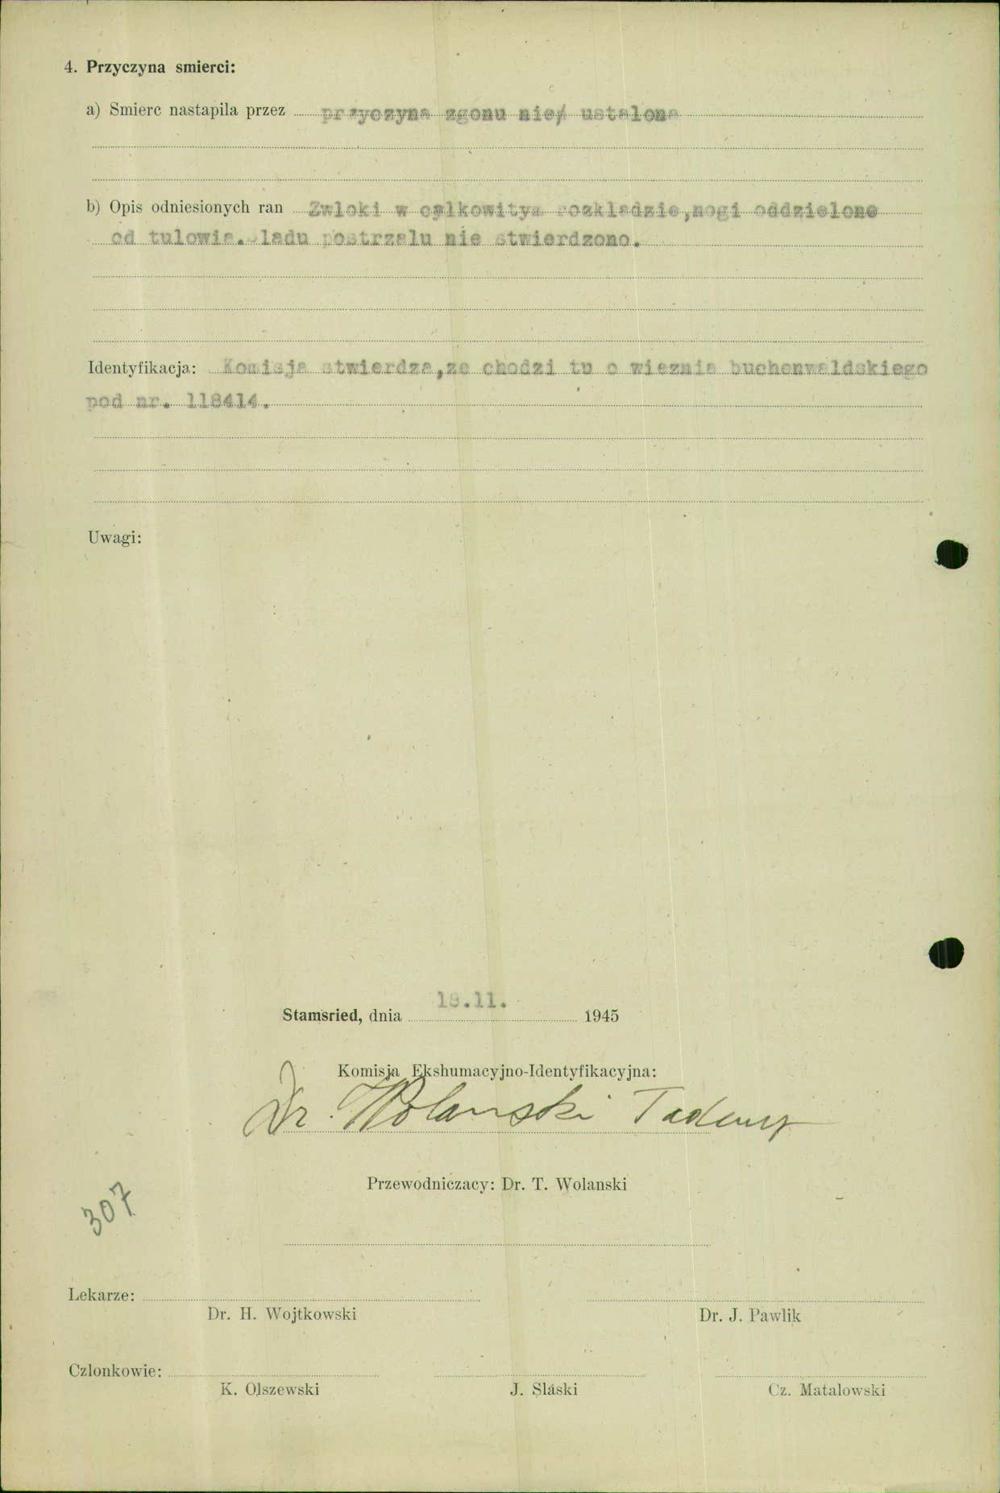 4. Przyczyna smierci:
a) Smierc nastapila przez przyczyna zgonu nie/ ustalona
b) Opis odniesionych ran Zwloki w calkowitym rozkladzie,nogi oddzielone
od tulowia. sladu postrzalu nie stwierdzono.
Identyfikacja: Komisja stwierdza,ze chodzi tu o wieznia buchenwaldskiego
pod nr. 118414.
Uwagi:
Stamsried, dnia .11. 1945
Komisja Ekshumacyjno-Identyfikacyjna:
Dr. Wolanski Tadeusz
Przewodniczacy: Dr. T. Wolanski
307
Lekarze:
Dr. H. Wojtkowski Dr. J. Pawlik
Czlonkowie:
K. Olszewski J. Slaski Cz. Matalowski